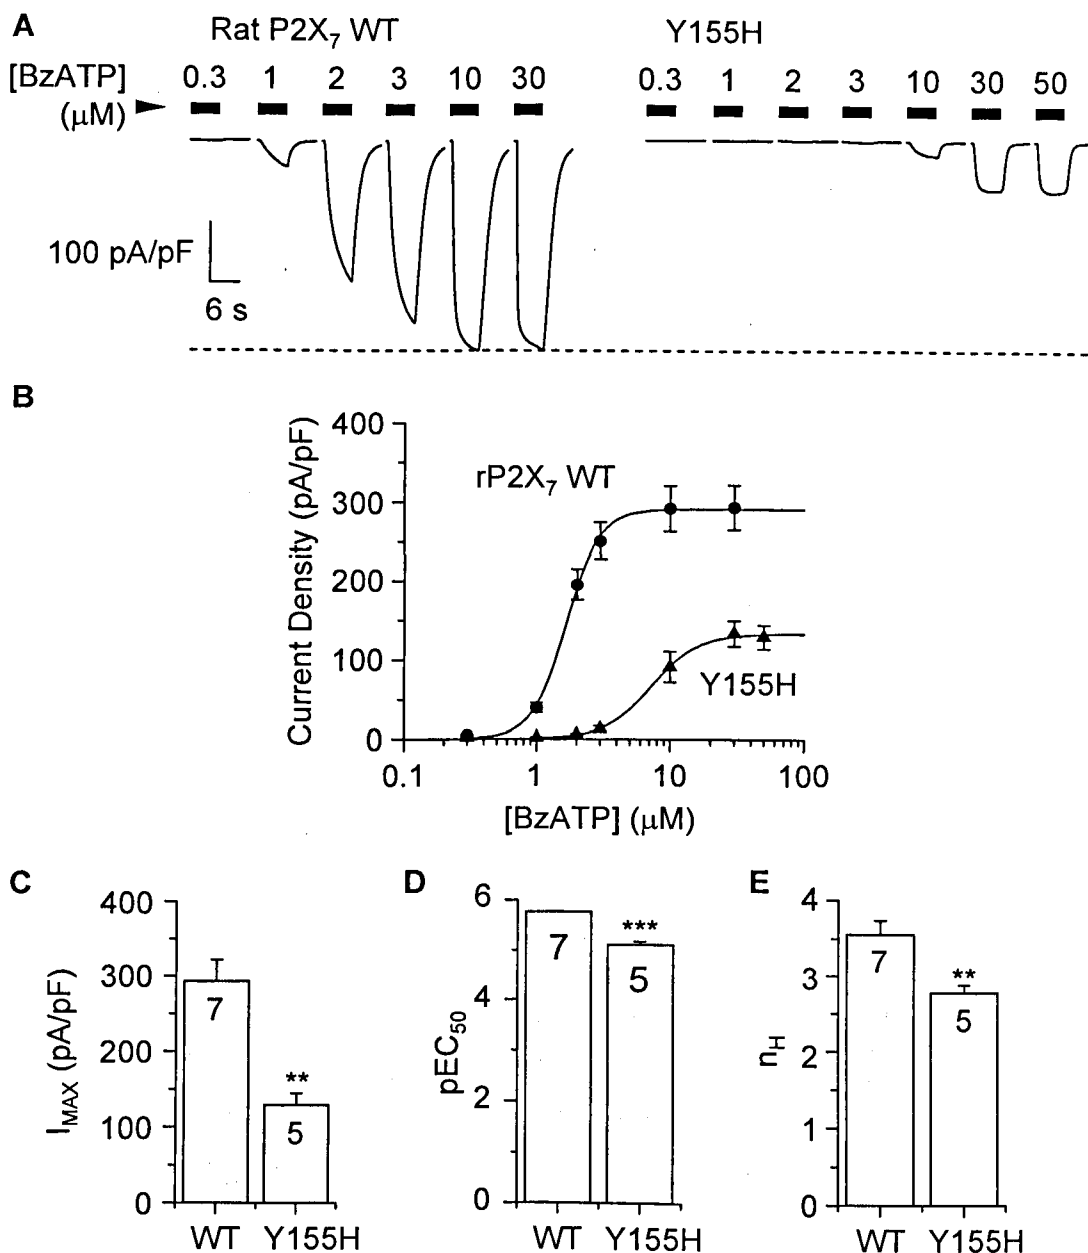 A
Rat P2X₇ WT
Y155H
[BzATP] 0.3 1 2 3 10 30 0.3 1 2 3 10 30 50
(μM)
100 pA/pF
6 s
B
400
300
200
100
0
Current Density (pA/pF)
rP2X₇ WT
Y155H
0.1 1 10 100
[BzATP] (μM)
C
400
300
200
100
0
I_MAX (pA/pF)
7
**
5
WT Y155H
D
6
4
2
0
pEC₅₀
7
***
5
WT Y155H
E
4
3
2
1
0
n_H
7
**
5
WT Y155H